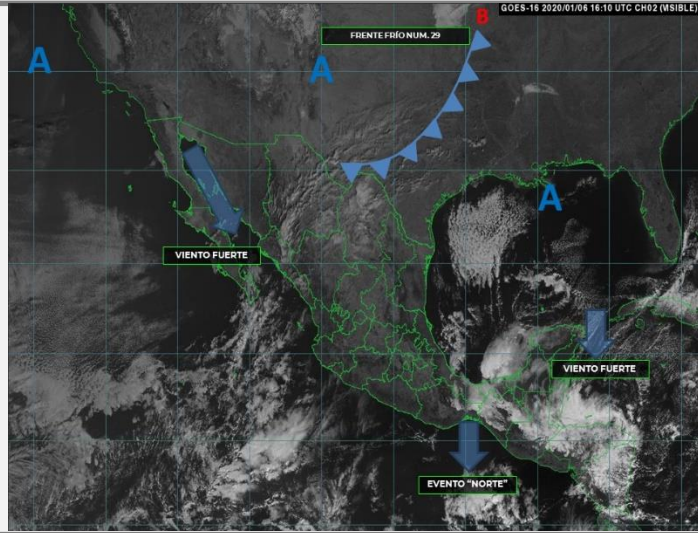 GOES-16 2020/01/06 16:10 UTC CH02 (VISIBLE)
B
FRENTE FRÍO NUM. 29
A
A
A
VIENTO FUERTE
VIENTO FUERTE
EVENTO "NORTE"